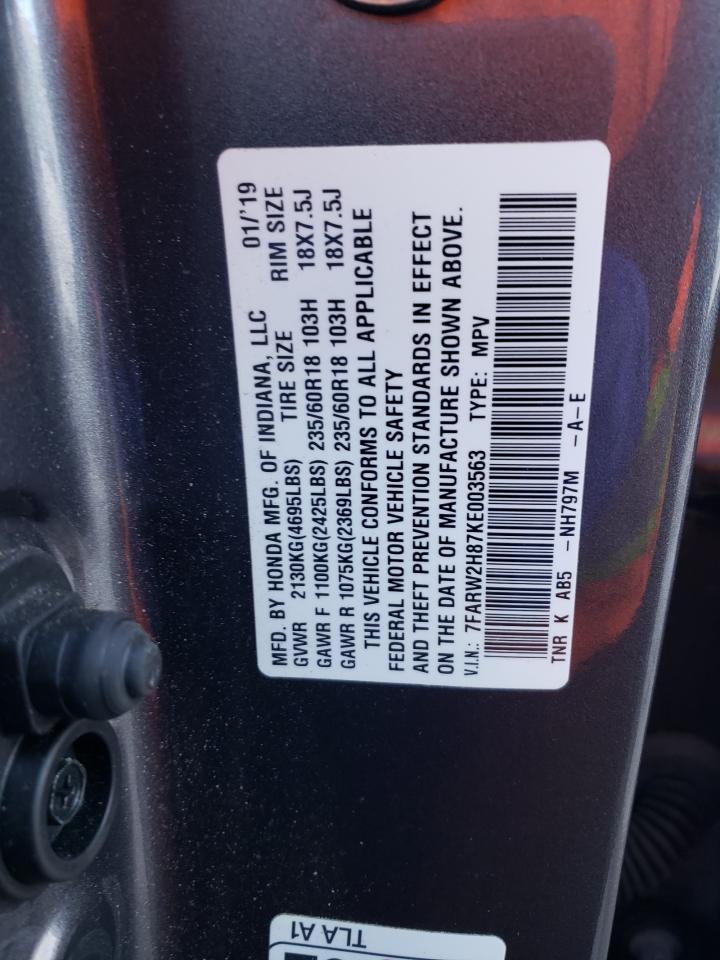 MFD. BY HONDA MFG. OF INDIANA, LLC 01/'19
GVWR 2130KG(4695LBS) TIRE SIZE RIM SIZE
GAWR F 1100KG(2425LBS) 235/60R18 103H 18X7.5J
GAWR R 1075KG(2369LBS) 235/60R18 103H 18X7.5J
THIS VEHICLE CONFORMS TO ALL APPLICABLE
FEDERAL MOTOR VEHICLE SAFETY
AND THEFT PREVENTION STANDARDS IN EFFECT
ON THE DATE OF MANUFACTURE SHOWN ABOVE.
V.I.N.: 7FARW2H87KE003563 TYPE: MPV
TNR K AB5 -NH797M -A-E
TLA A1